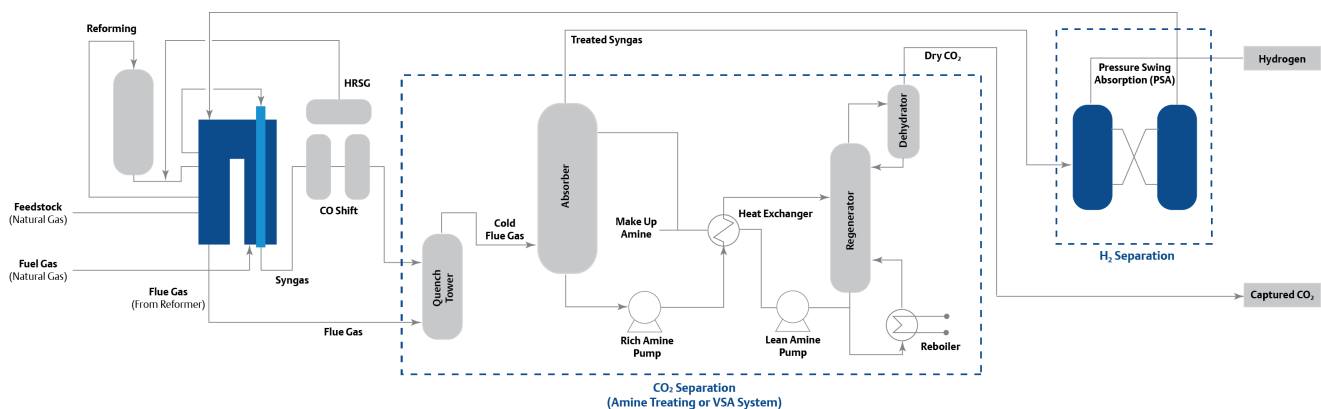 Reforming
HRSG
CO Shift
Feedstock
(Natural Gas)
Fuel Gas
(Natural Gas)
Flue Gas
(From Reformer)
Syngas
Flue Gas
Quench
Tower
Cold
Flue Gas
Treated Syngas
Absorber
Make Up
Amine
Heat Exchanger
Rich Amine
Pump
Lean Amine
Pump
Regenerator
Dehydrator
Dry CO₂
Reboiler
CO₂ Separation
(Amine Treating or VSA System)
Pressure Swing
Absorption (PSA)
H₂ Separation
Hydrogen
Captured CO₂